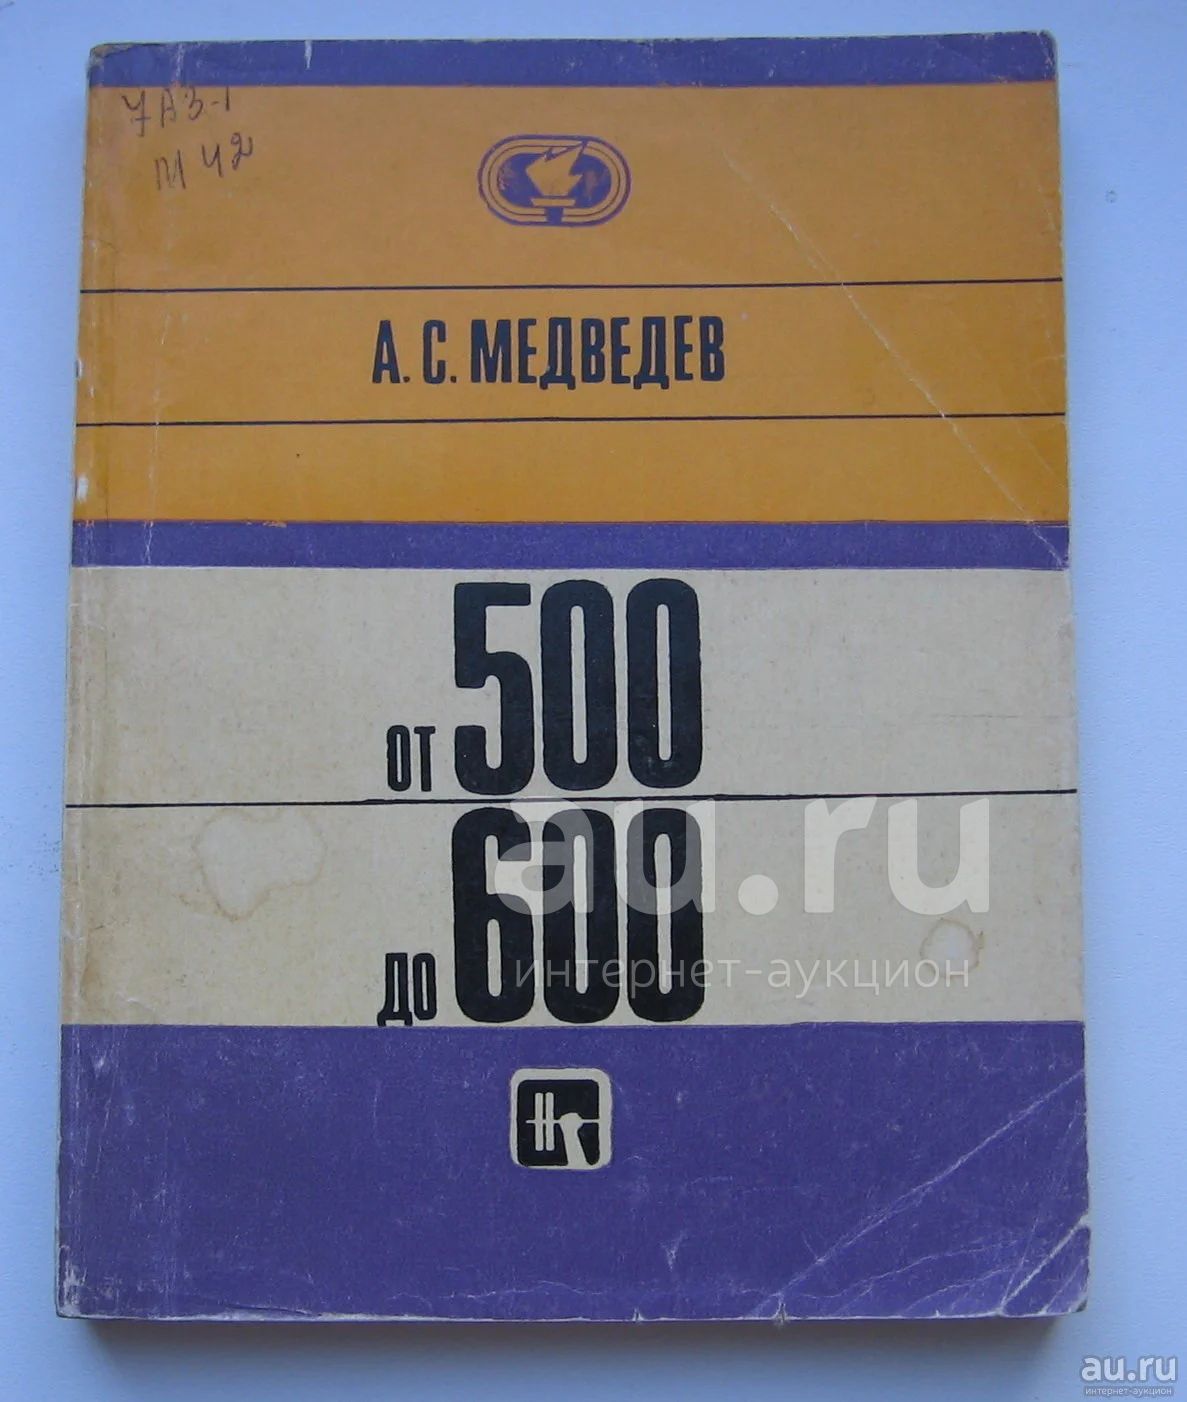 7А3-1
М 42
А. С. МЕДВЕДЕВ
ОТ 500
ДО 600
au.ru
интернет-аукцион
au.ru
интернет-аукцион